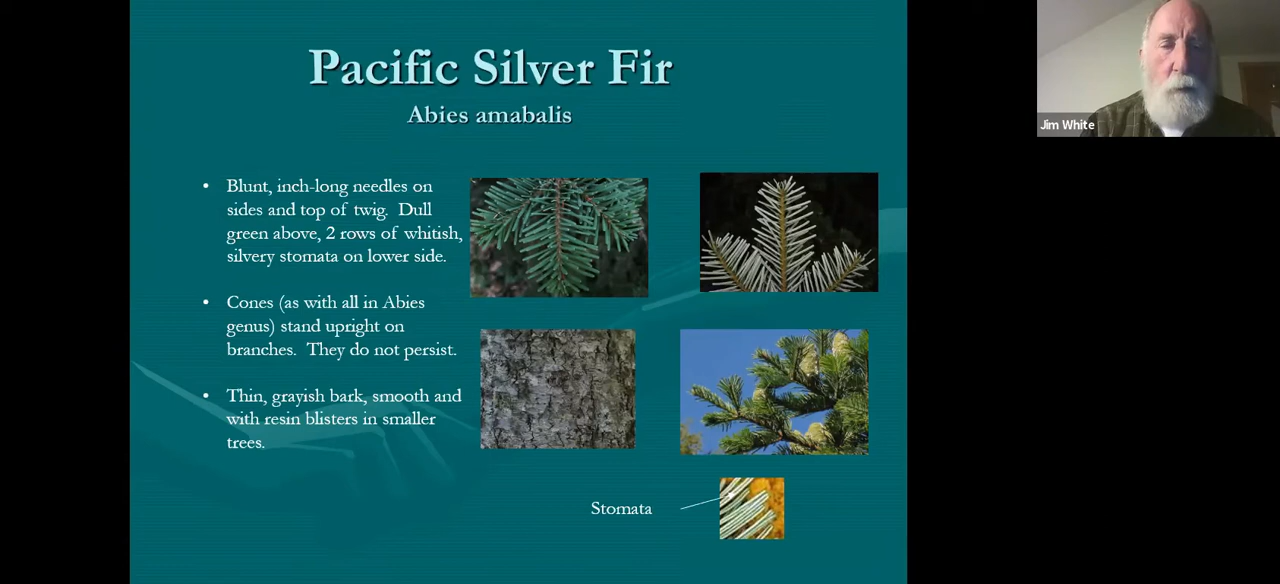 Pacific Silver Fir
Abies amabalis
• Blunt, inch-long needles on
sides and top of twig. Dull
green above, 2 rows of whitish,
silvery stomata on lower side.
• Cones (as with all in Abies
genus) stand upright on
branches. They do not persist.
• Thin, grayish bark, smooth and
with resin blisters in smaller
trees.
Stomata
Jim White